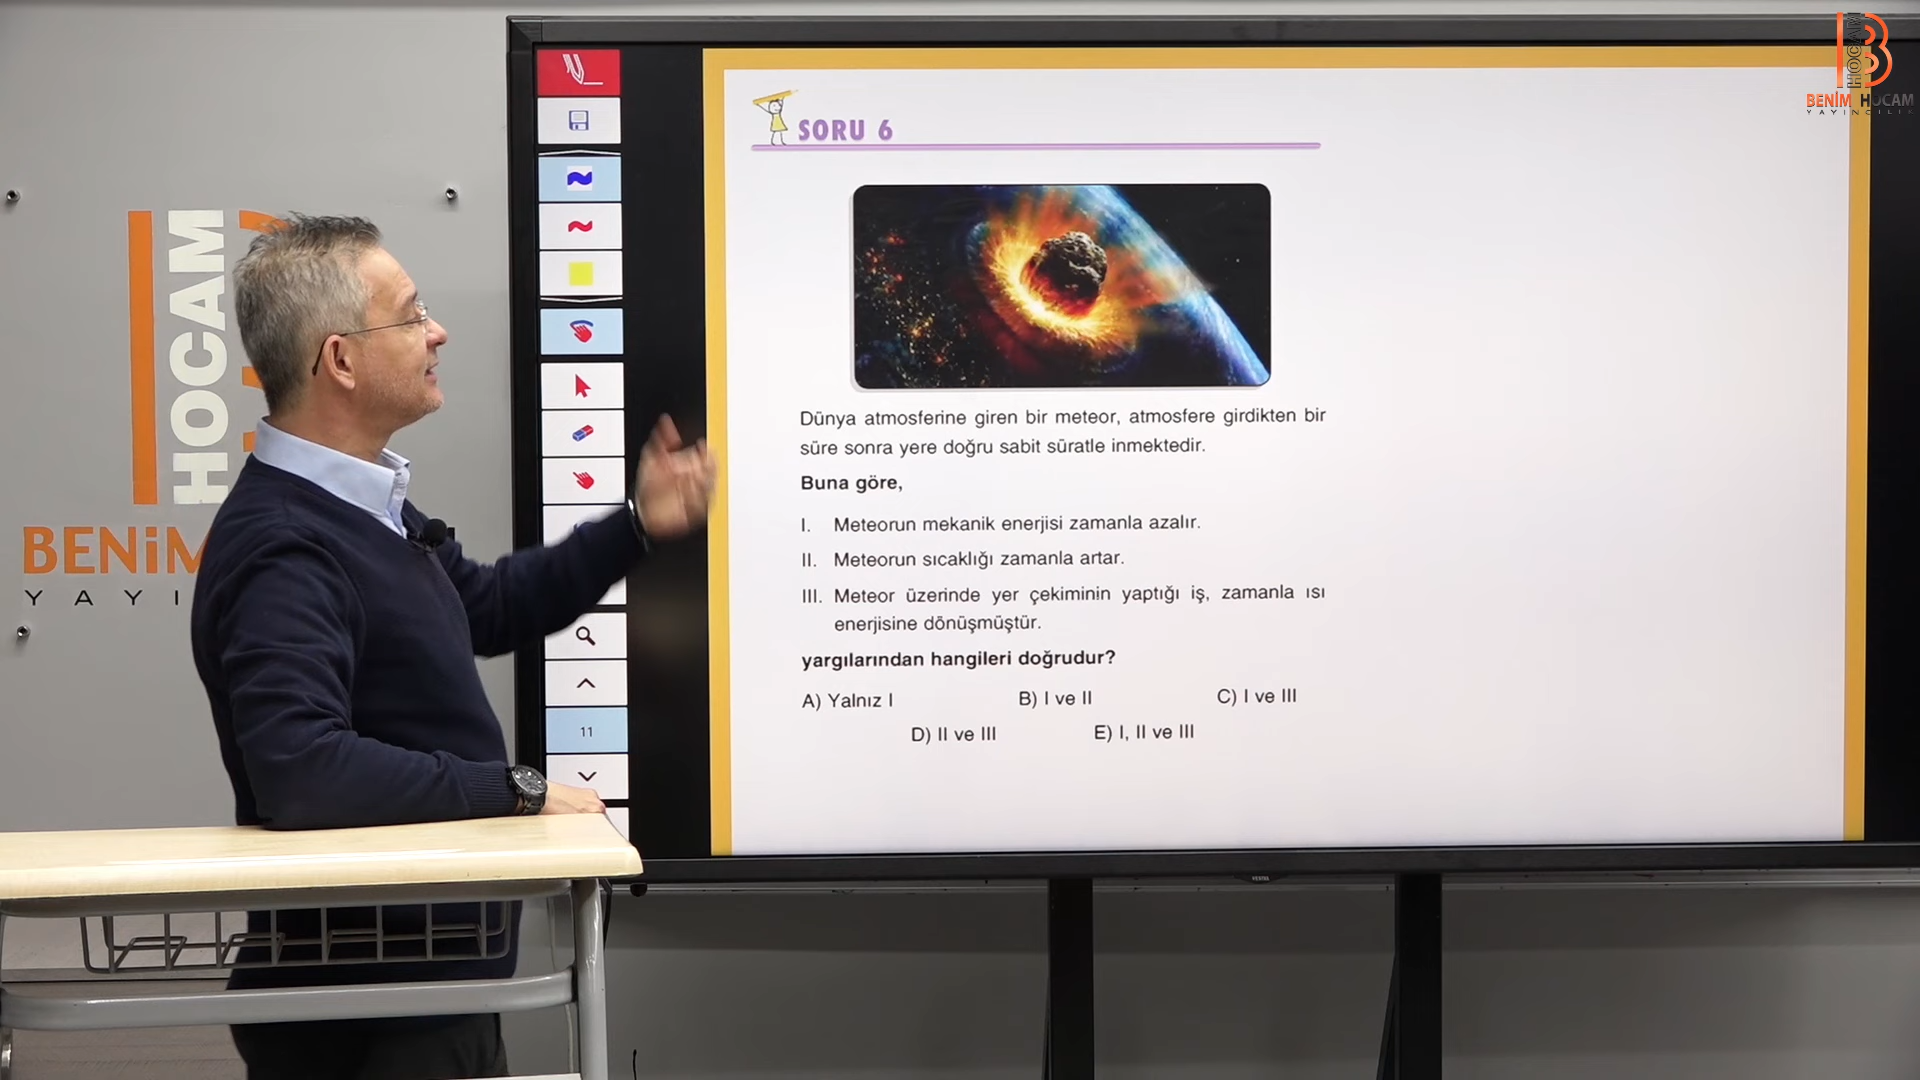 B HOCAM
BENİM HOCAM
YAYINCILIK
HOCAM
BENİM
YAYI
SORU 6
Dünya atmosferine giren bir meteor, atmosfere girdikten bir
süre sonra yere doğru sabit süratle inmektedir.
Buna göre,
I. Meteorun mekanik enerjisi zamanla azalır.
II. Meteorun sıcaklığı zamanla artar.
III. Meteor üzerinde yer çekiminin yaptığı iş, zamanla ısı
enerjisine dönüşmüştür.
yargılarından hangileri doğrudur?
A) Yalnız I B) I ve II C) I ve III
D) II ve III E) I, II ve III
11